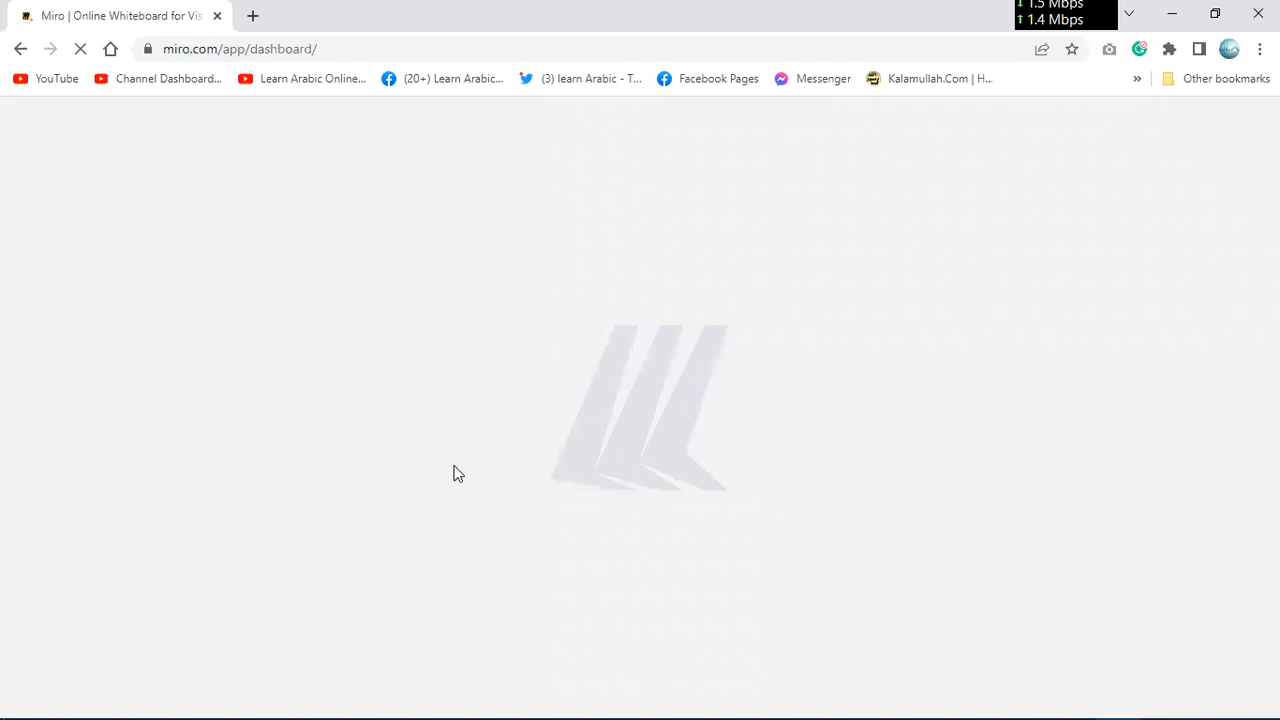 Miro | Online Whiteboard for Vis
1.5 Mbps
1.4 Mbps
miro.com/app/dashboard/
YouTube
Channel Dashboard...
Learn Arabic Online...
(20+) Learn Arabic...
(3) learn Arabic - T...
Facebook Pages
Messenger
Kalamullah.Com | H...
Other bookmarks